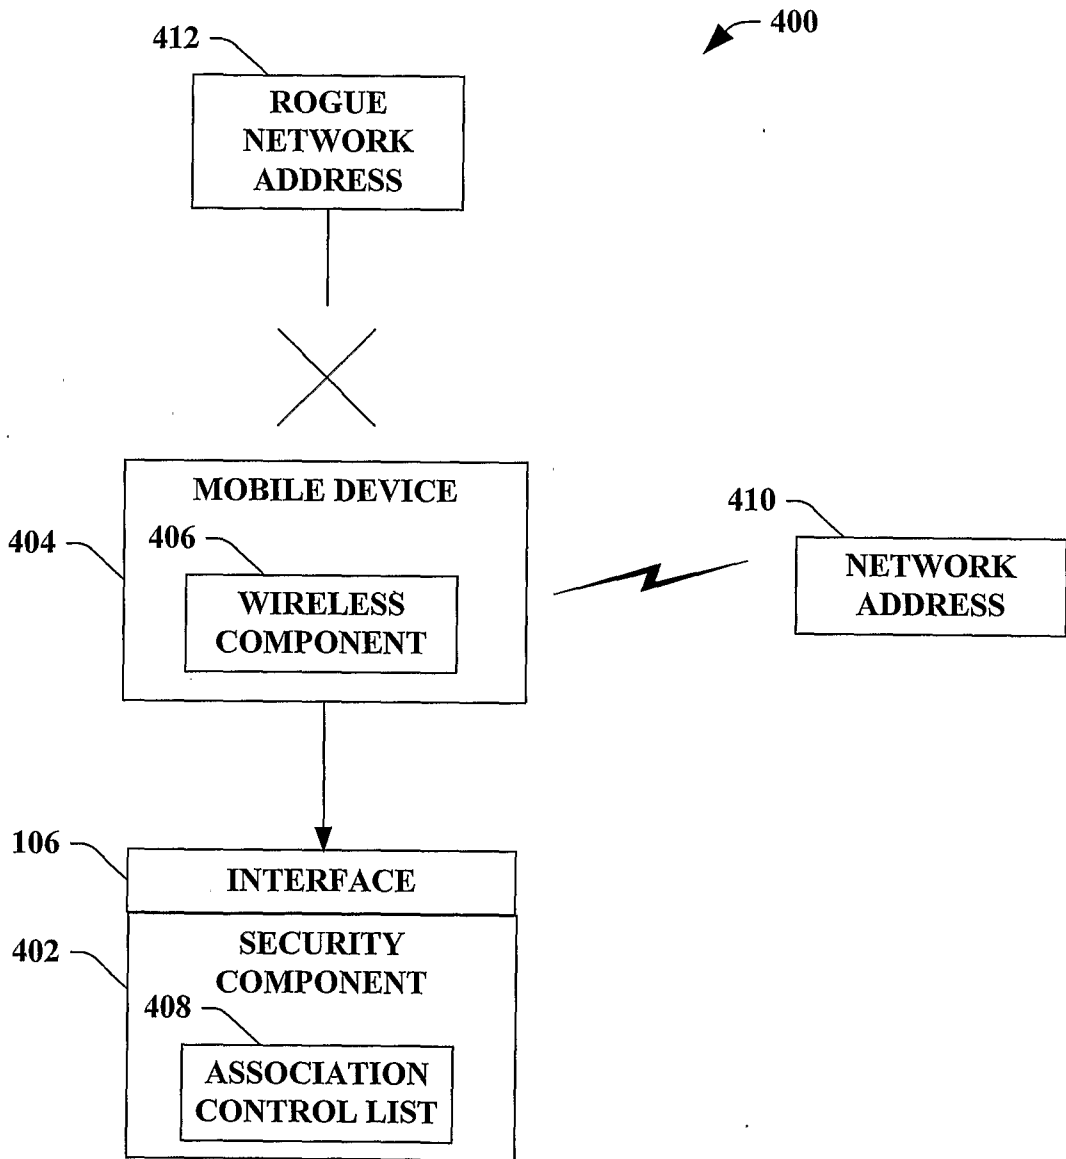 400
412
ROGUE
NETWORK
ADDRESS
MOBILE DEVICE
404
406
WIRELESS
COMPONENT
410
NETWORK
ADDRESS
106
INTERFACE
402
SECURITY
COMPONENT
408
ASSOCIATION
CONTROL LIST